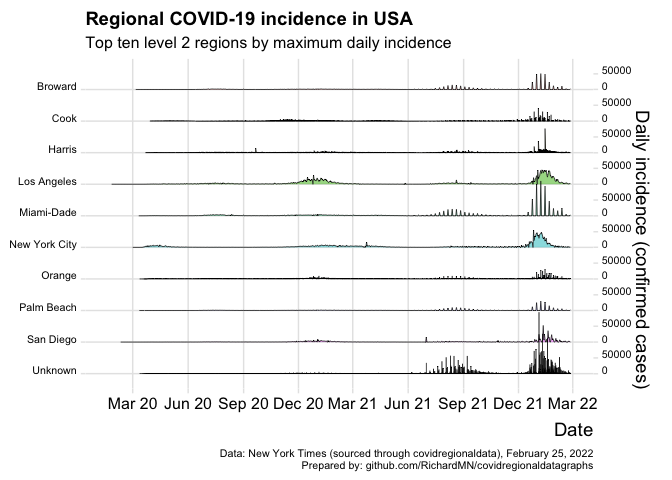 Regional COVID-19 incidence in USA
Top ten level 2 regions by maximum daily incidence
Broward
50000
0
Cook
50000
0
Harris
50000
0
Los Angeles
50000
0
Miami-Dade
50000
0
New York City
50000
0
Orange
50000
0
Palm Beach
50000
0
San Diego
50000
0
Unknown
50000
0
Daily incidence (confirmed cases)
Mar 20 Jun 20 Sep 20 Dec 20 Mar 21 Jun 21 Sep 21 Dec 21 Mar 22
Date
Data: New York Times (sourced through covidregionaldata), February 25, 2022
Prepared by: github.com/RichardMN/covidregionaldatagraphs